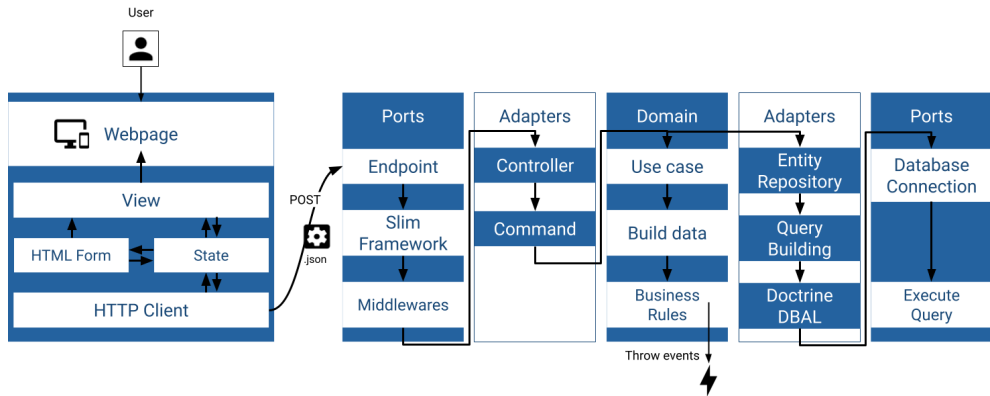 User
Webpage
View
HTML Form
State
HTTP Client
POST
.json
Ports
Endpoint
Slim
Framework
Middlewares
Adapters
Controller
Command
Domain
Use case
Build data
Business
Rules
Throw events
Adapters
Entity
Repository
Query
Building
Doctrine
DBAL
Ports
Database
Connection
Execute
Query